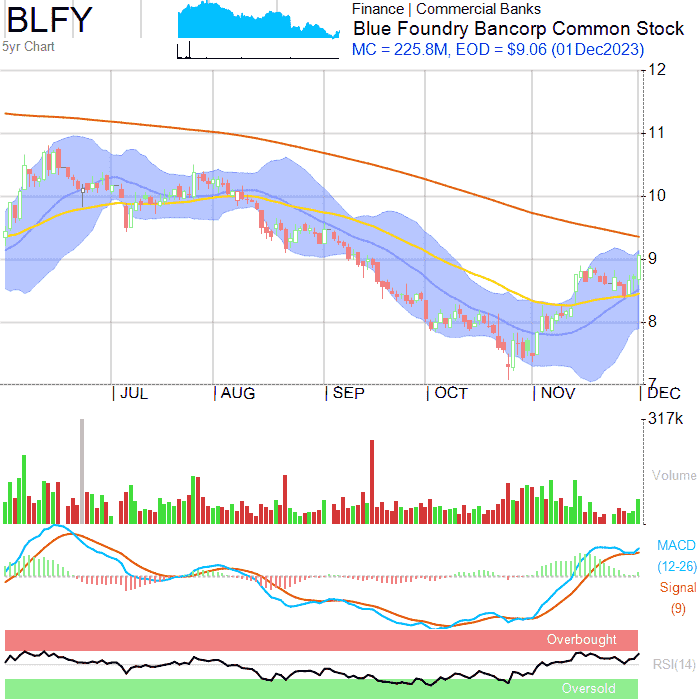 BLFY
5yr Chart
Finance | Commercial Banks
Blue Foundry Bancorp Common Stock
MC = 225.8M, EOD = $9.06 (01Dec2023)
12
11
10
9
8
7
JUL AUG SEP OCT NOV DEC
317k
Volume
MACD
(12-26)
Signal
(9)
Overbought
RSI(14)
Oversold